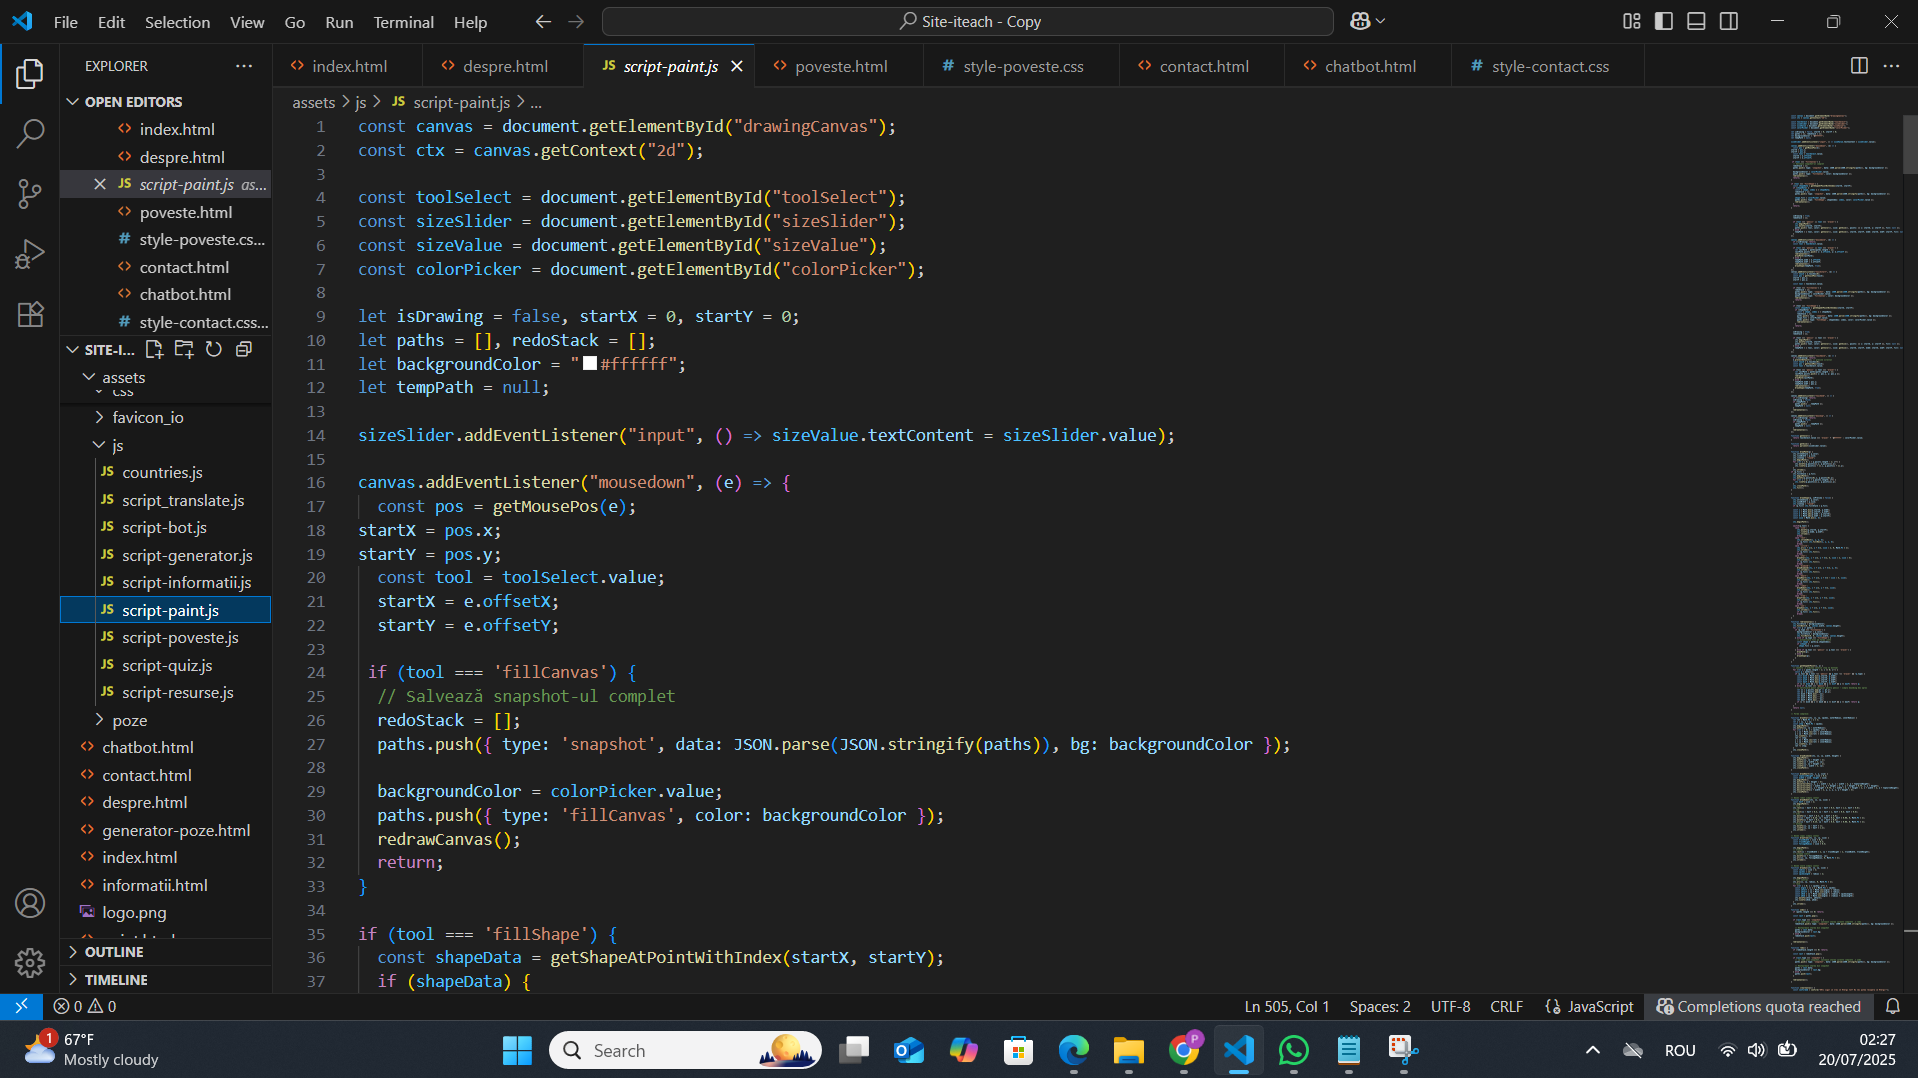 File Edit Selection View Go Run Terminal Help
Site-iteach - Copy
EXPLORER
index.html
despre.html
JS script-paint.js
poveste.html
# style-poveste.css
contact.html
chatbot.html
# style-contact.css
OPEN EDITORS
index.html
despre.html
JS script-paint.js as...
poveste.html
# style-poveste.cs...
contact.html
chatbot.html
# style-contact.css...
SITE-I...
assets
css
favicon_io
js
JS countries.js
JS script_translate.js
JS script-bot.js
JS script-generator.js
JS script-informatii.js
JS script-paint.js
JS script-poveste.js
JS script-quiz.js
JS script-resurse.js
poze
chatbot.html
contact.html
despre.html
generator-poze.html
index.html
informatii.html
logo.png
OUTLINE
TIMELINE
assets > js > JS script-paint.js > ...
1 const canvas = document.getElementById("drawingCanvas");
2 const ctx = canvas.getContext("2d");
3
4 const toolSelect = document.getElementById("toolSelect");
5 const sizeSlider = document.getElementById("sizeSlider");
6 const sizeValue = document.getElementById("sizeValue");
7 const colorPicker = document.getElementById("colorPicker");
8
9 let isDrawing = false, startX = 0, startY = 0;
10 let paths = [], redoStack = [];
11 let backgroundColor = "#ffffff";
12 let tempPath = null;
13
14 sizeSlider.addEventListener("input", () => sizeValue.textContent = sizeSlider.value);
15
16 canvas.addEventListener("mousedown", (e) => {
17 const pos = getMousePos(e);
18 startX = pos.x;
19 startY = pos.y;
20 const tool = toolSelect.value;
21 startX = e.offsetX;
22 startY = e.offsetY;
23
24 if (tool === 'fillCanvas') {
25 // Salvează snapshot-ul complet
26 redoStack = [];
27 paths.push({ type: 'snapshot', data: JSON.parse(JSON.stringify(paths)), bg: backgroundColor });
28
29 backgroundColor = colorPicker.value;
30 paths.push({ type: 'fillCanvas', color: backgroundColor });
31 redrawCanvas();
32 return;
33 }
34
35 if (tool === 'fillShape') {
36 const shapeData = getShapeAtPointWithIndex(startX, startY);
37 if (shapeData) {
0 0
Ln 505, Col 1 Spaces: 2 UTF-8 CRLF {} JavaScript Completions quota reached
1
67°F
Mostly cloudy
Search
P
ROU
02:27
20/07/2025